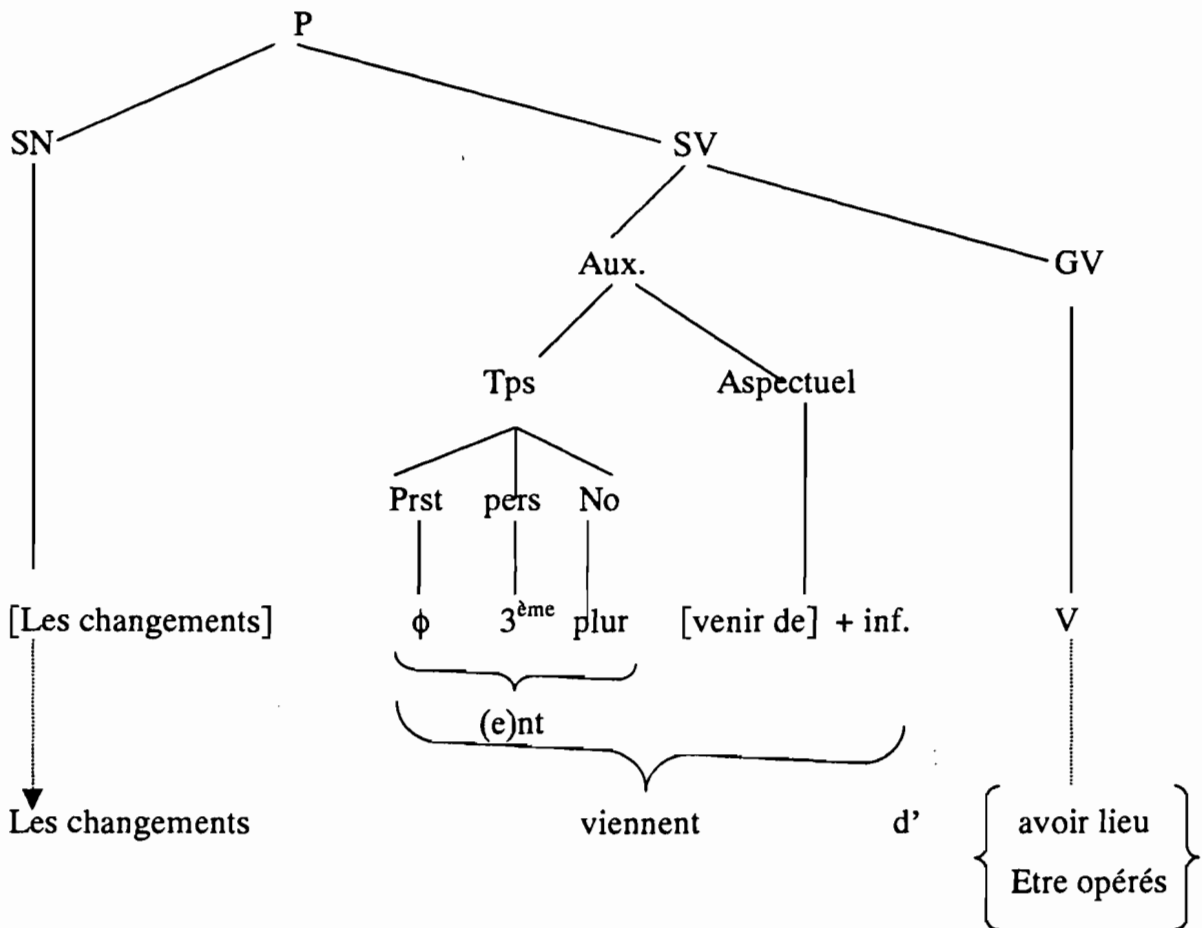 P
SN SV
Aux. GV
Tps Aspectuel
Prst pers No
[Les changements] ϕ 3ème plur [venir de] + inf. V
(e)nt
Les changements viennent d' avoir lieu
Etre opérés